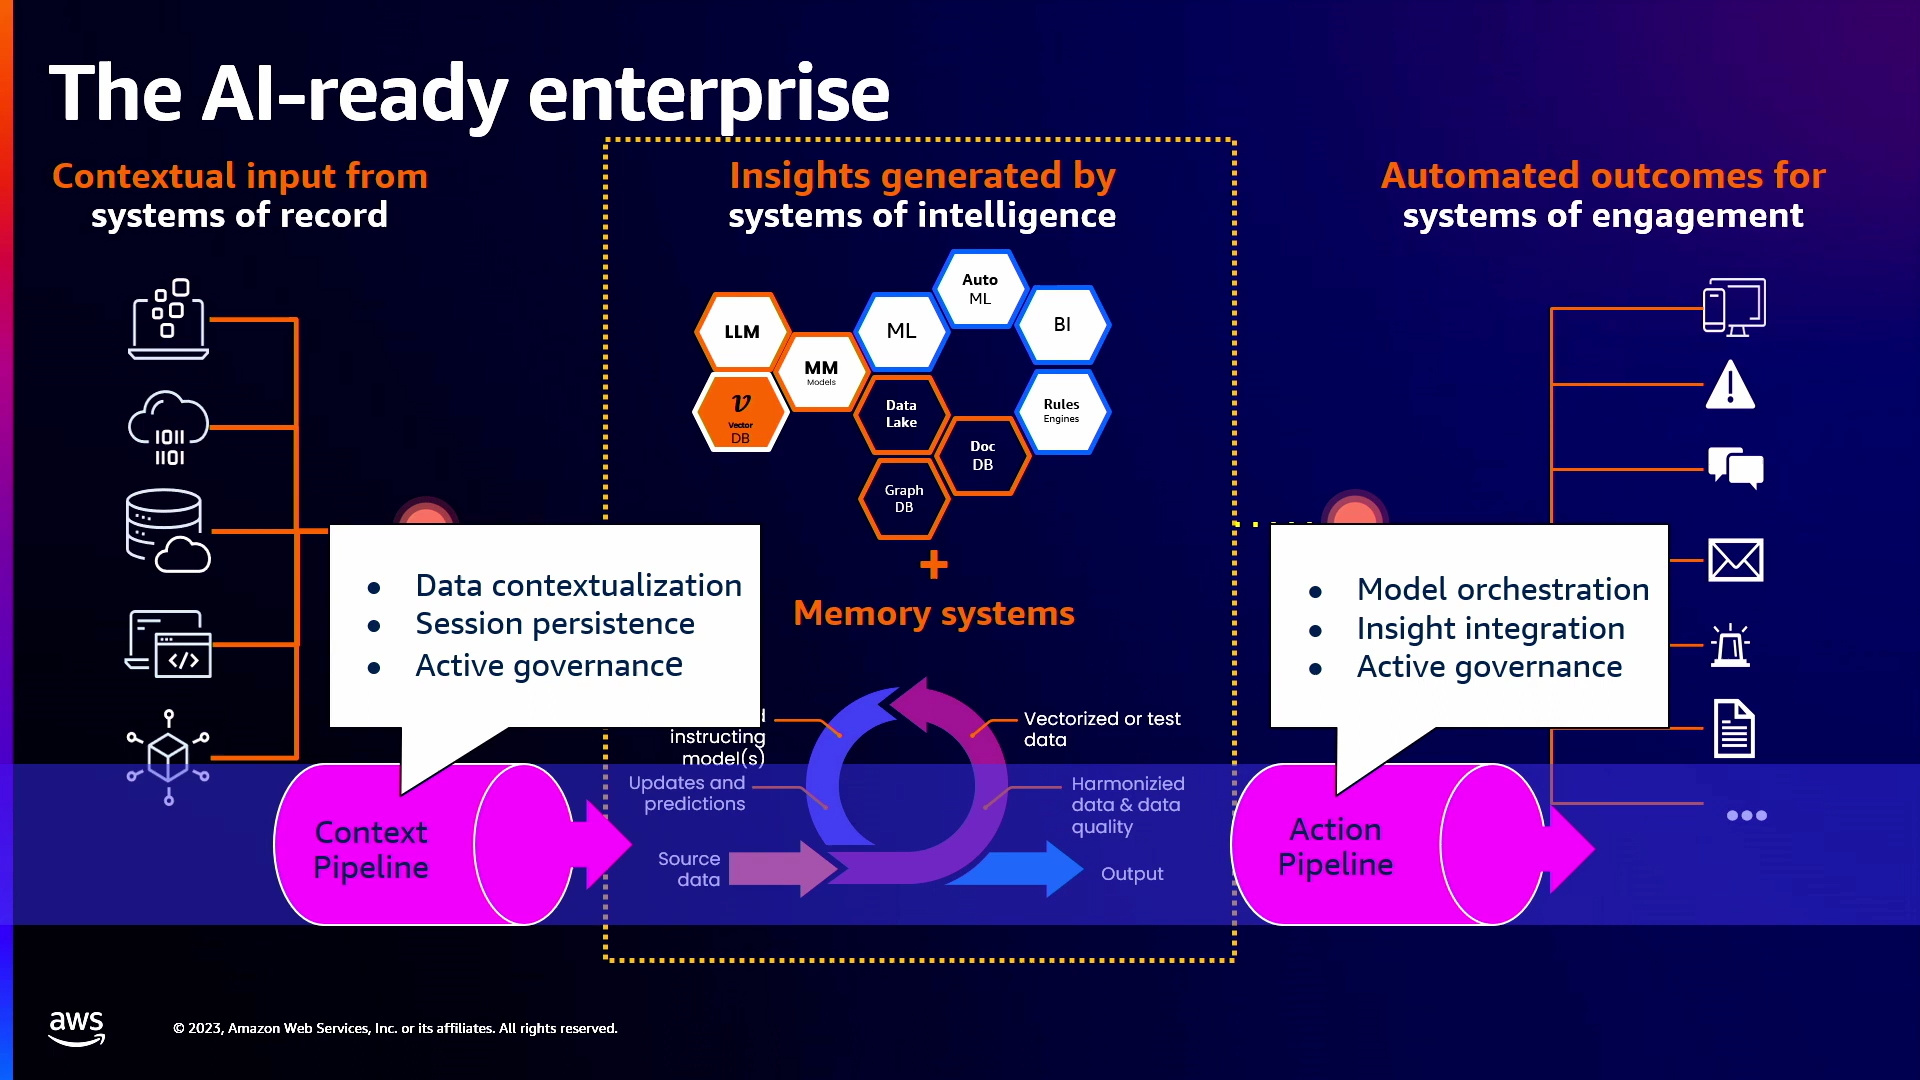 The AI-ready enterprise
Contextual input from
systems of record
Insights generated by
systems of intelligence
Automated outcomes for
systems of engagement
Auto
ML
LLM
ML
BI
MM
Models
V
Vector
DB
Data
Lake
Rules
Engines
Doc
DB
Graph
DB
1011
1101
</>
+
Memory systems
• Data contextualization
• Session persistence
• Active governance
• Model orchestration
• Insight integration
• Active governance
instructing
model(s)
Vectorized or test
data
Updates and
predictions
Harmonizied
data & data
quality
Source
data
Output
Context
Pipeline
Action
Pipeline
aws
© 2023, Amazon Web Services, Inc. or its affiliates. All rights reserved.